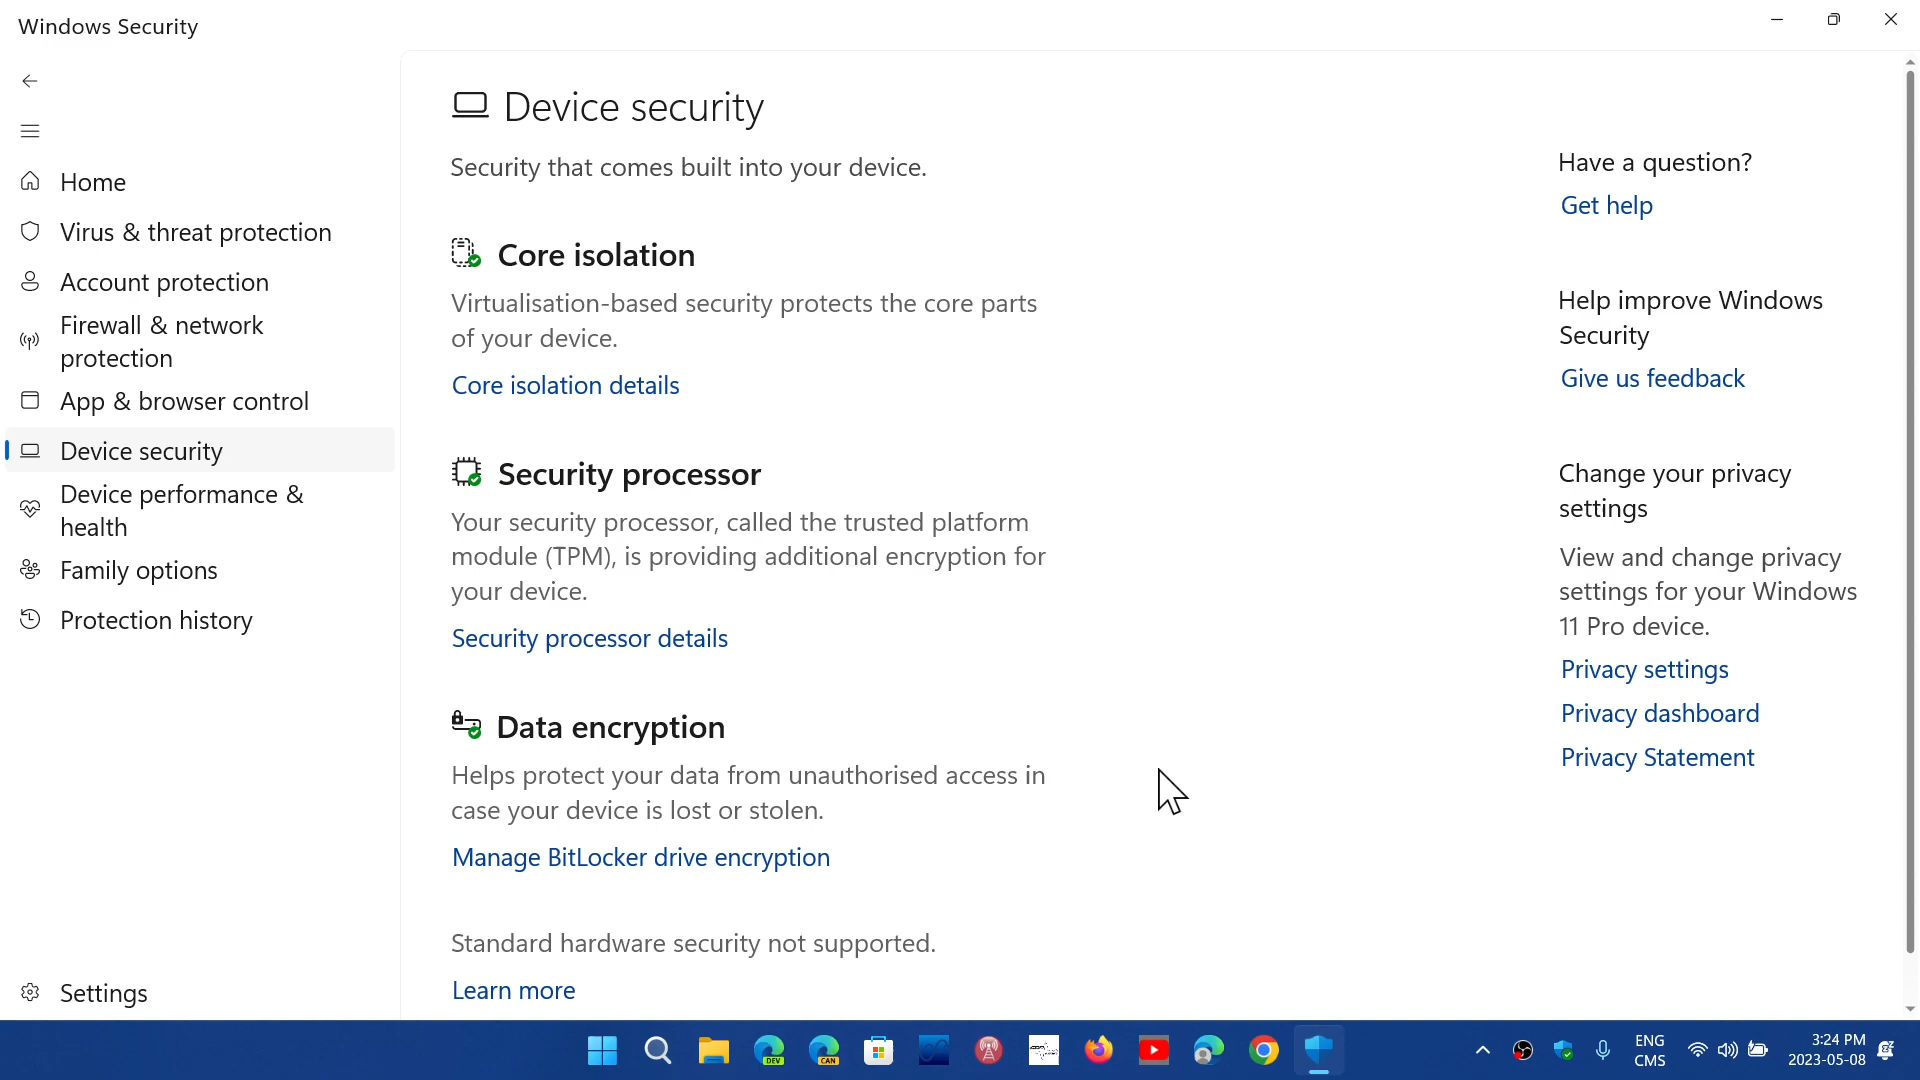 Windows Security
Home
Virus & threat protection
Account protection
Firewall & network
protection
App & browser control
Device security
Device performance &
health
Family options
Protection history
Settings
Device security
Security that comes built into your device.
Core isolation
Virtualisation-based security protects the core parts
of your device.
Core isolation details
Security processor
Your security processor, called the trusted platform
module (TPM), is providing additional encryption for
your device.
Security processor details
Data encryption
Helps protect your data from unauthorised access in
case your device is lost or stolen.
Manage BitLocker drive encryption
Standard hardware security not supported.
Learn more
Have a question?
Get help
Help improve Windows
Security
Give us feedback
Change your privacy
settings
View and change privacy
settings for your Windows
11 Pro device.
Privacy settings
Privacy dashboard
Privacy Statement
DEV
CAN
ENG
CMS
3:24 PM
2023-05-08